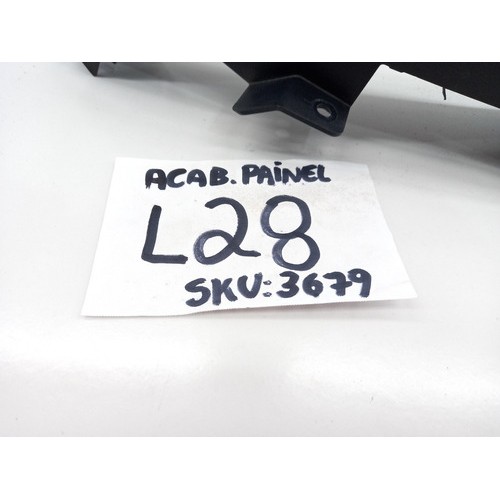 ACAB. PAINEL
L28
SKU: 3679